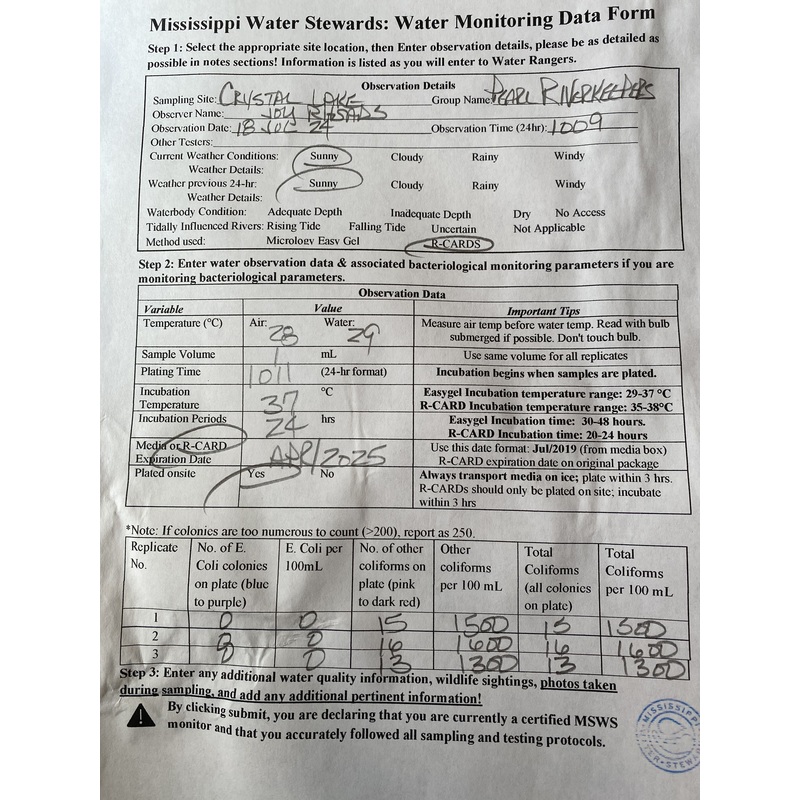 Mississippi Water Stewards: Water Monitoring Data Form
Step 1: Select the appropriate site location, then Enter observation details, please be as detailed as
possible in notes sections! Information is listed as you will enter to Water Rangers.
Observation Details
Sampling Site: CRYSTAL LAKE Group Name PEARL RIVERKEEPERS
Observer Name: JOY RHOADS
Observation Date: 18 JUL 24 Observation Time (24hr): 1009
Other Testers:
Current Weather Conditions: Sunny Cloudy Rainy Windy
Weather Details:
Weather previous 24-hr: Sunny Cloudy Rainy Windy
Weather Details:
Waterbody Condition: Adequate Depth Inadequate Depth Dry No Access
Tidally Influenced Rivers: Rising Tide Falling Tide Uncertain Not Applicable
Method used: Micrology Easy Gel R-CARDS
Step 2: Enter water observation data & associated bacteriological monitoring parameters if you are
monitoring bacteriological parameters.
Observation Data
Variable Value Important Tips
Temperature (°C) Air: 28 Water: 29 Measure air temp before water temp. Read with bulb
submerged if possible. Don't touch bulb.
Sample Volume 1 mL Use same volume for all replicates
Plating Time 1011 (24-hr format) Incubation begins when samples are plated.
Incubation °C Easygel Incubation temperature range: 29-37 °C
Temperature 37 R-CARD Incubation temperature range: 35-38°C
Incubation Periods 24 hrs Easygel Incubation time: 30-48 hours.
R-CARD Incubation time: 20-24 hours
Media or R-CARD Use this date format: Jul/2019 (from media box)
Expiration Date APR/2025 R-CARD expiration date on original package
Plated onsite Yes No Always transport media on ice; plate within 3 hrs.
R-CARDs should only be plated on site; incubate
within 3 hrs
*Note: If colonies are too numerous to count (>200), report as 250.
Replicate No. of E. E. Coli per No. of other Other Total Total
No. Coli colonies 100mL coliforms on coliforms Coliforms Coliforms
on plate (blue plate (pink per 100 mL (all colonies per 100 mL
to purple) to dark red) on plate)
1 0 0 15 1500 15 1500
2 0 0 16 1600 16 1600
3 0 0 13 1300 13 1300
Step 3: Enter any additional water quality information, wildlife sightings, photos taken
during sampling, and add any additional pertinent information!
By clicking submit, you are declaring that you are currently a certified MSWS
monitor and that you accurately followed all sampling and testing protocols.
MISSISSIPPI